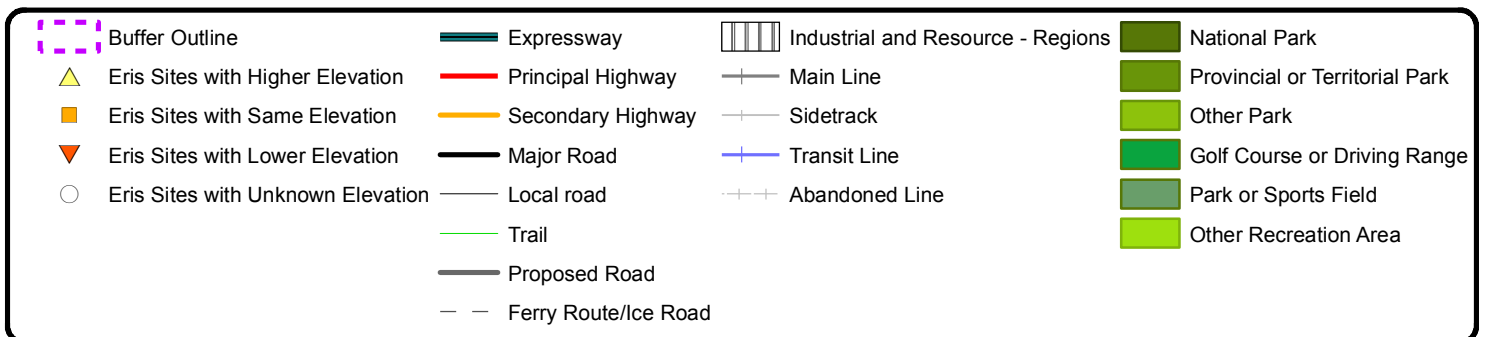 Buffer Outline
Eris Sites with Higher Elevation
Eris Sites with Same Elevation
Eris Sites with Lower Elevation
Eris Sites with Unknown Elevation
Expressway
Principal Highway
Secondary Highway
Major Road
Local road
Trail
Proposed Road
Ferry Route/Ice Road
Industrial and Resource - Regions
Main Line
Sidetrack
Transit Line
Abandoned Line
National Park
Provincial or Territorial Park
Other Park
Golf Course or Driving Range
Park or Sports Field
Other Recreation Area